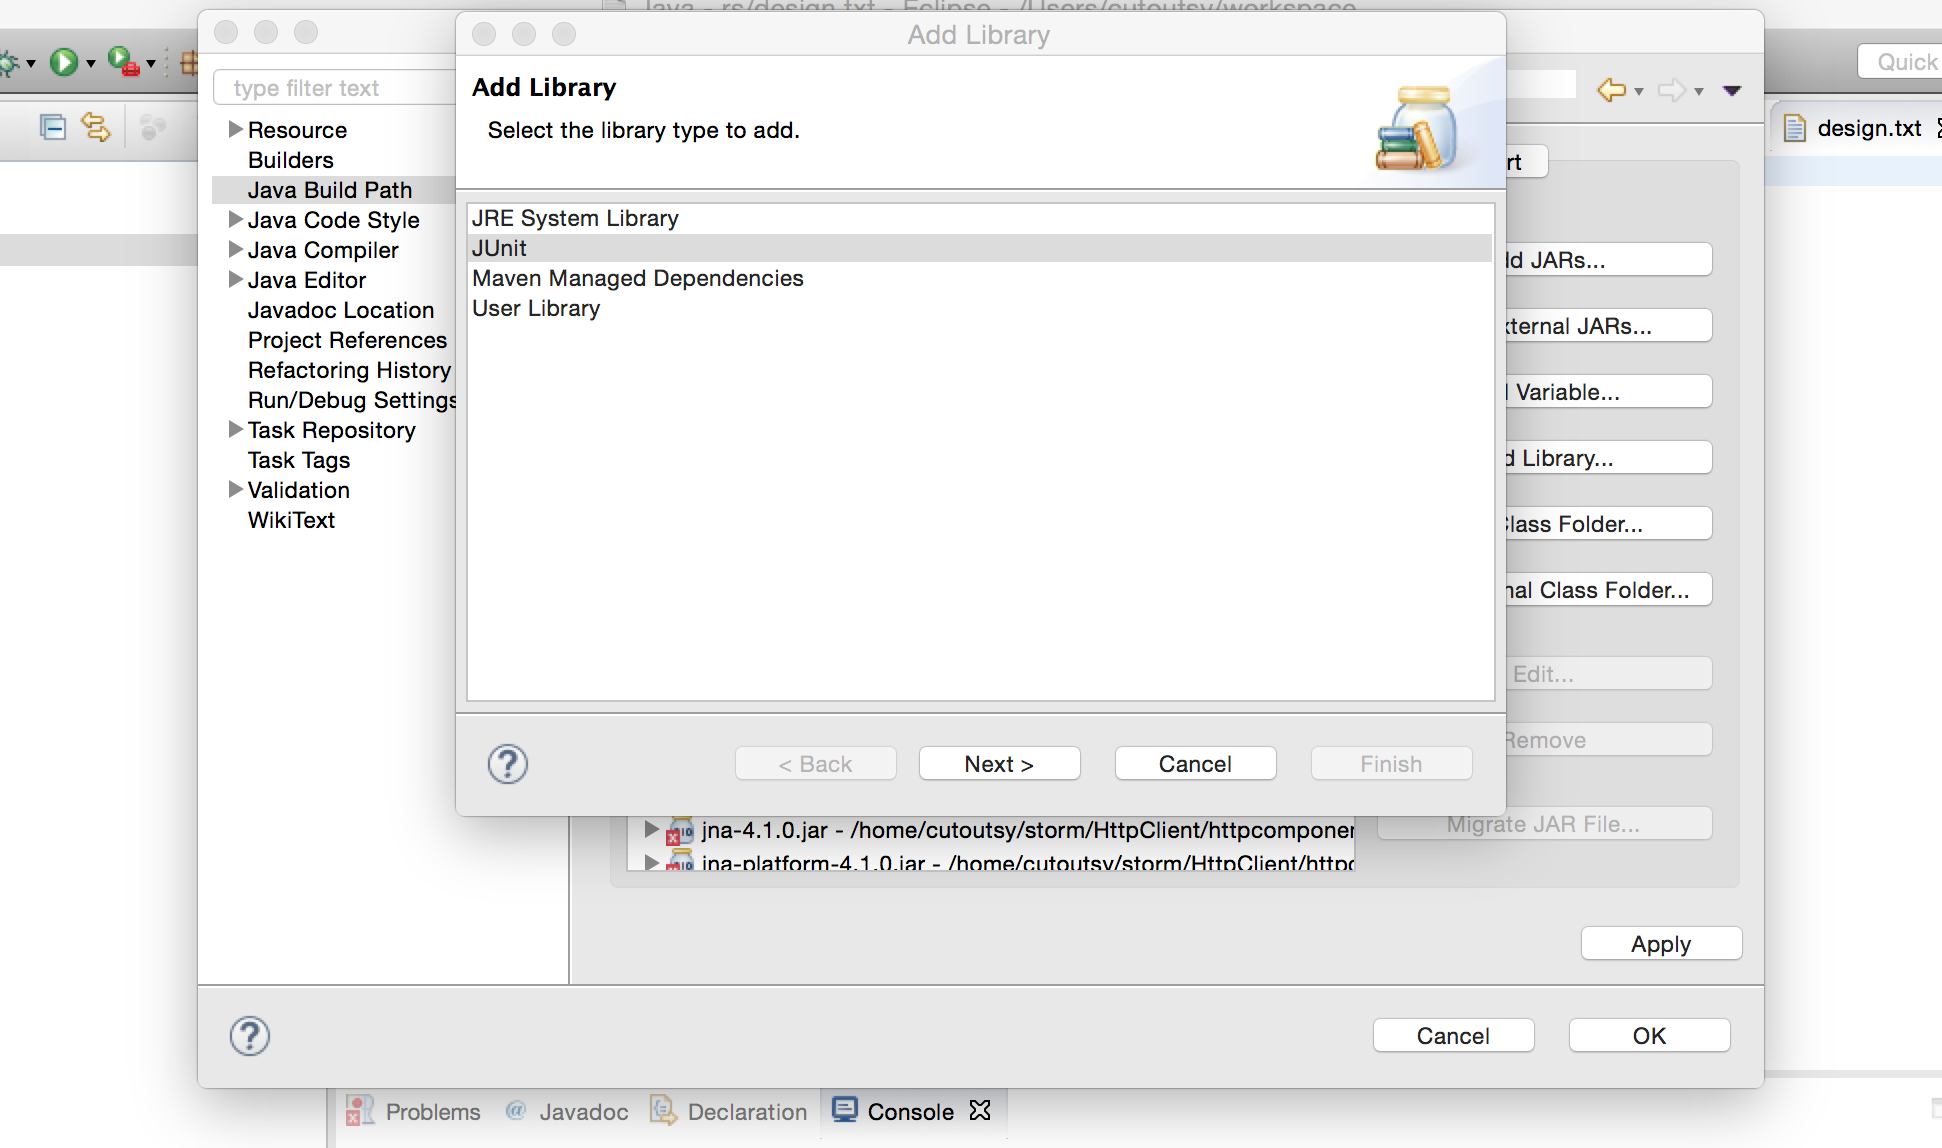 Java - rs/design.txt - Eclipse - /Users/cutoutsy/workspace
Add Library
Quick
type filter text
Add Library
Select the library type to add.
design.txt
Resource
Builders
Java Build Path
Java Code Style
Java Compiler
Java Editor
Javadoc Location
Project References
Refactoring History
Run/Debug Settings
Task Repository
Task Tags
Validation
WikiText
JRE System Library
JUnit
Maven Managed Dependencies
User Library
rt
dd JARs...
xternal JARs...
d Variable...
d Library...
Class Folder...
nal Class Folder...
Edit...
Remove
Migrate JAR File...
< Back
Next >
Cancel
Finish
jna-4.1.0.jar - /home/cutoutsy/storm/HttpClient/httpcomponen
jna-platform-4.1.0.jar - /home/cutoutsy/storm/HttpClient/httpc
Apply
Cancel
OK
Problems
Javadoc
Declaration
Console